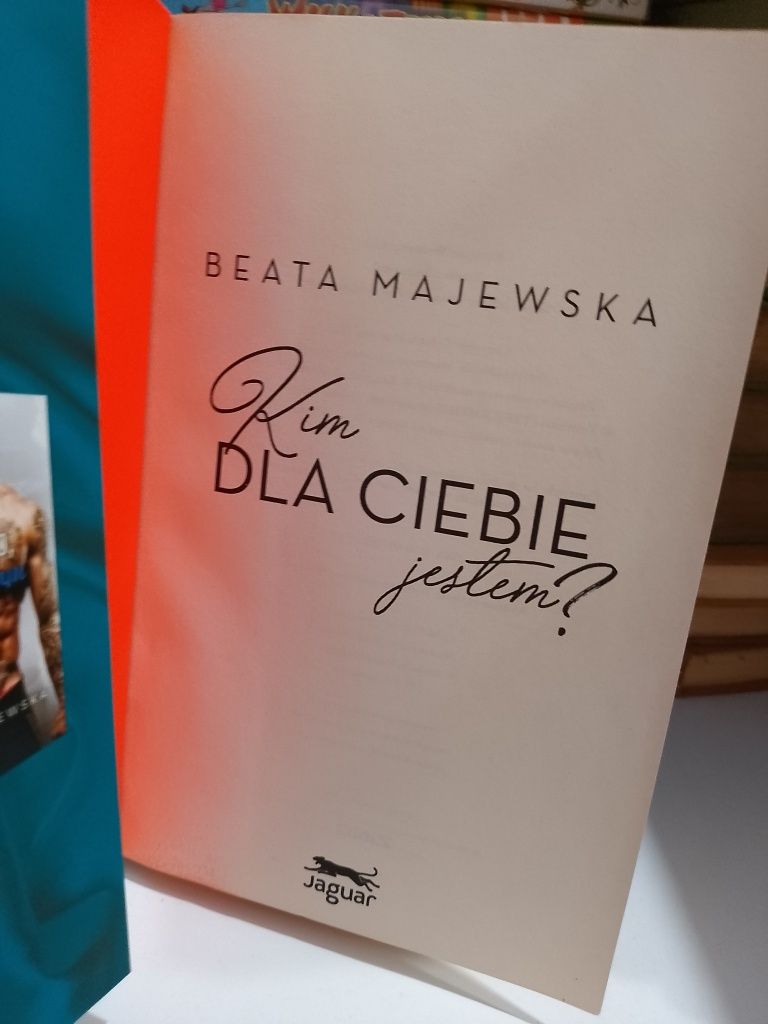 BEATA MAJEWSKA
Kim
DLA CIEBIE
jestem?
Jaguar